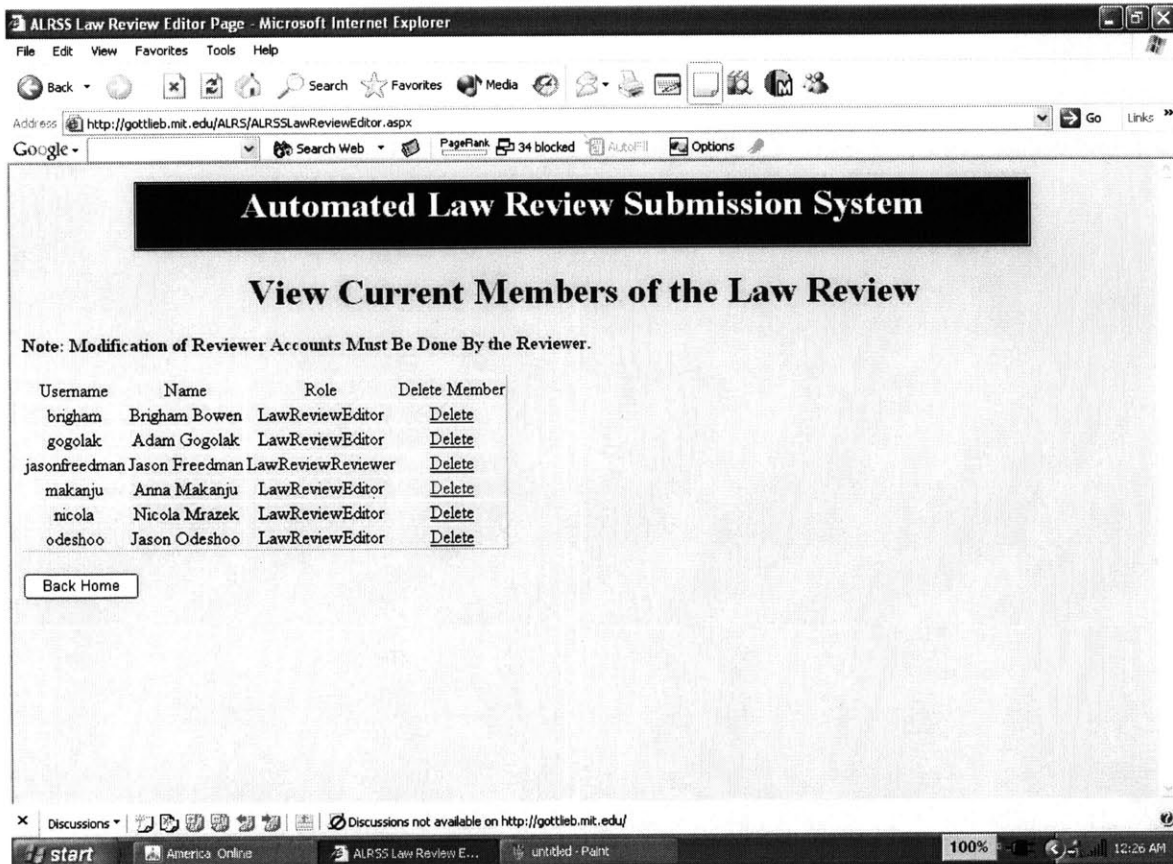 ALRSS Law Review Editor Page - Microsoft Internet Explorer
File Edit View Favorites Tools Help
Back Search Favorites Media
Address http://gottlieb.mit.edu/ALRS/ALRSSLawReviewEditor.aspx Go Links »
Google Search Web PageRank 34 blocked AutoFill Options
Automated Law Review Submission System
View Current Members of the Law Review
Note: Modification of Reviewer Accounts Must Be Done By the Reviewer.
Username Name Role Delete Member
brigham Brigham Bowen LawReviewEditor Delete
gogolak Adam Gogolak LawReviewEditor Delete
jasonfreedman Jason Freedman LawReviewReviewer Delete
makanju Anna Makanju LawReviewEditor Delete
nicola Nicola Mrazek LawReviewEditor Delete
odeshoo Jason Odeshoo LawReviewEditor Delete
Back Home
Discussions Discussions not available on http://gottlieb.mit.edu/
start America Online ALRSS Law Review E... untitled - Paint 100% 12:26 AM